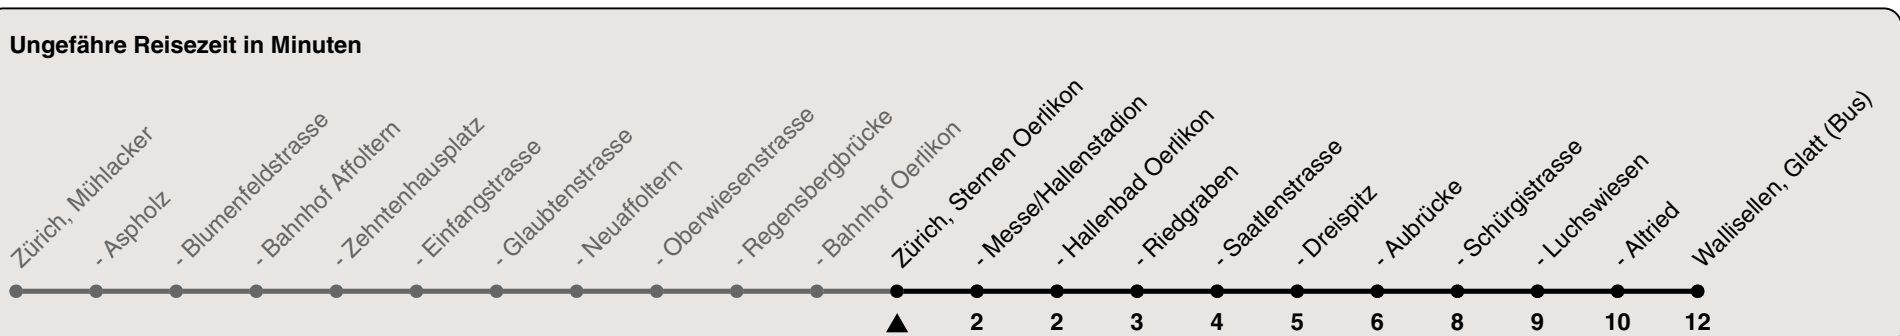 Ungefähre Reisezeit in Minuten
Zürich, Mühlacker
- Aspholz
- Blumenfeldstrasse
- Bahnhof Affoltern
- Zehntenhausplatz
- Einfangstrasse
- Glaubtenstrasse
- Neuaffoltern
- Oberwiesenstrasse
- Regensbergbrücke
- Bahnhof Oerlikon
Zürich, Sternen Oerlikon
- Messe/Hallenstadion
- Hallenbad Oerlikon
- Riedgraben
- Saatlenstrasse
- Dreispitz
- Aubrücke
- Schürgistrasse
- Luchswiesen
- Altried
Wallisellen, Glatt (Bus)
2 2 3 4 5 6 8 9 10 12